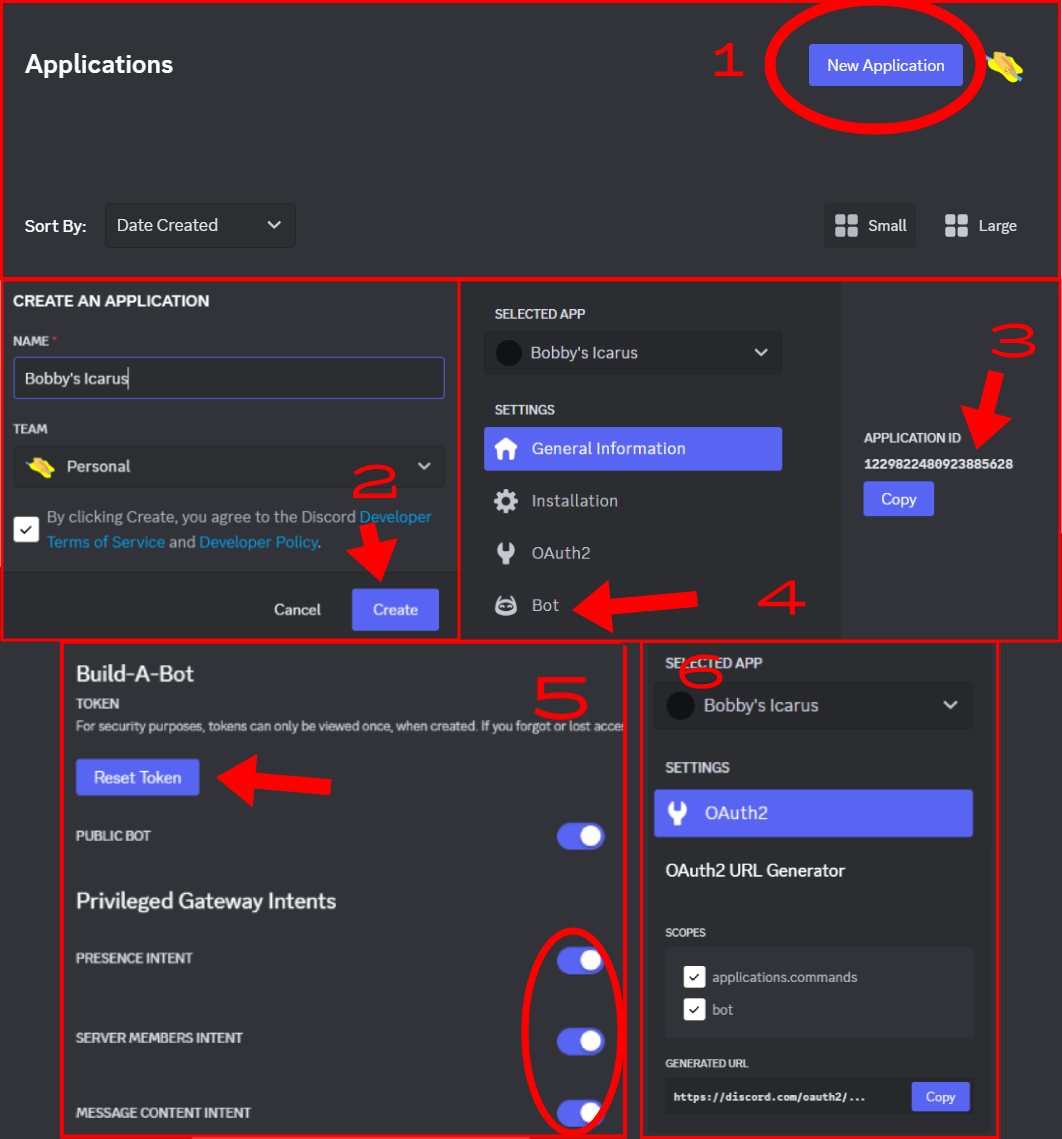 Applications
1
New Application
Sort By:
Date Created
Small
Large
CREATE AN APPLICATION
NAME *
Bobby's Icarus
TEAM
Personal
2
By clicking Create, you agree to the Discord Developer
Terms of Service and Developer Policy.
Cancel
Create
SELECTED APP
Bobby's Icarus
SETTINGS
General Information
Installation
OAuth2
Bot
3
APPLICATION ID
1229822480923885628
Copy
4
Build-A-Bot
5
TOKEN
For security purposes, tokens can only be viewed once, when created. If you forgot or lost acce
Reset Token
PUBLIC BOT
Privileged Gateway Intents
PRESENCE INTENT
SERVER MEMBERS INTENT
MESSAGE CONTENT INTENT
6
SELECTED APP
Bobby's Icarus
SETTINGS
OAuth2
OAuth2 URL Generator
SCOPES
applications.commands
bot
GENERATED URL
https://discord.com/oauth2/...
Copy